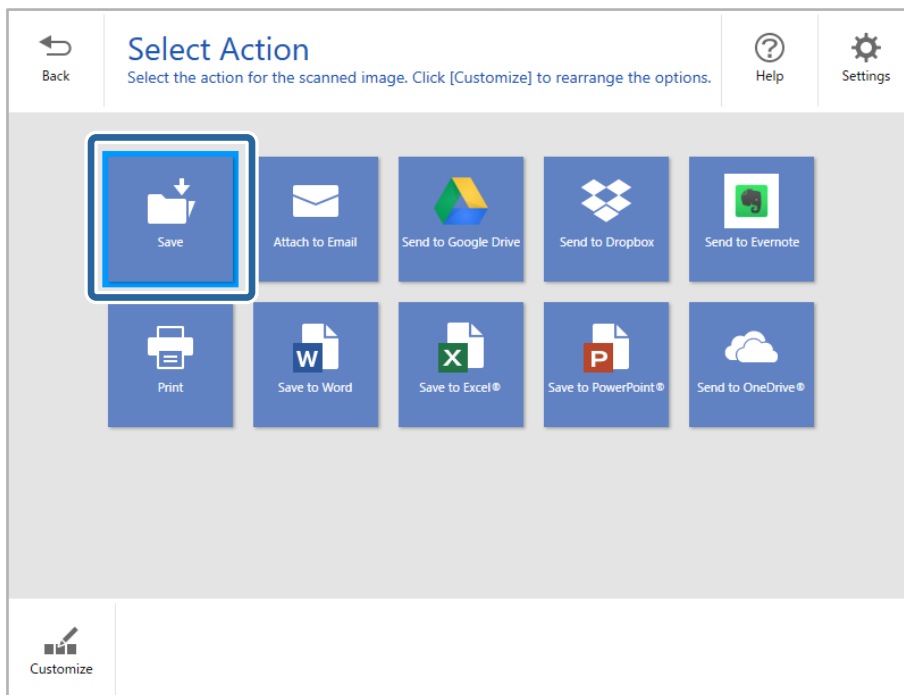 Select Action
Select the action for the scanned image. Click [Customize] to rearrange the options.
Back
Help
Settings
Save
Attach to Email
Send to Google Drive
Send to Dropbox
Send to Evernote
W
X
P
Print
Save to Word
Save to Excel®
Save to PowerPoint®
Send to OneDrive®
Customize